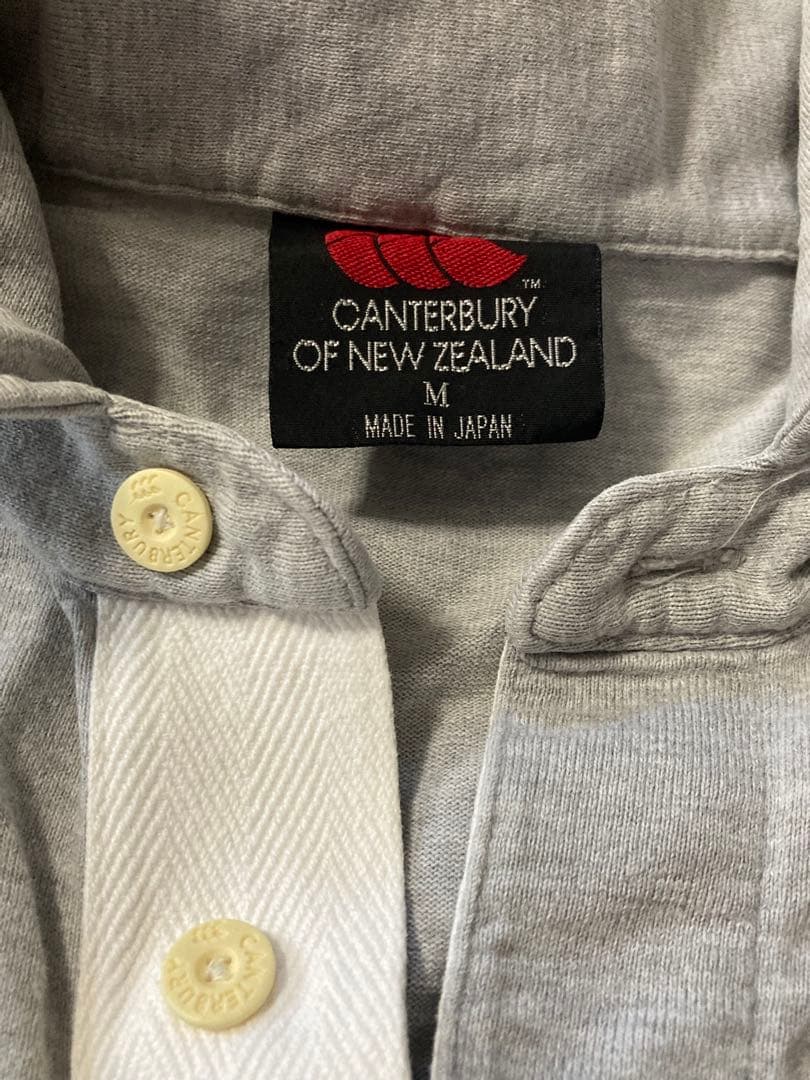 TM
CANTERBURY
OF NEW ZEALAND
M
MADE IN JAPAN
CANTERBURY
CANTERBURY